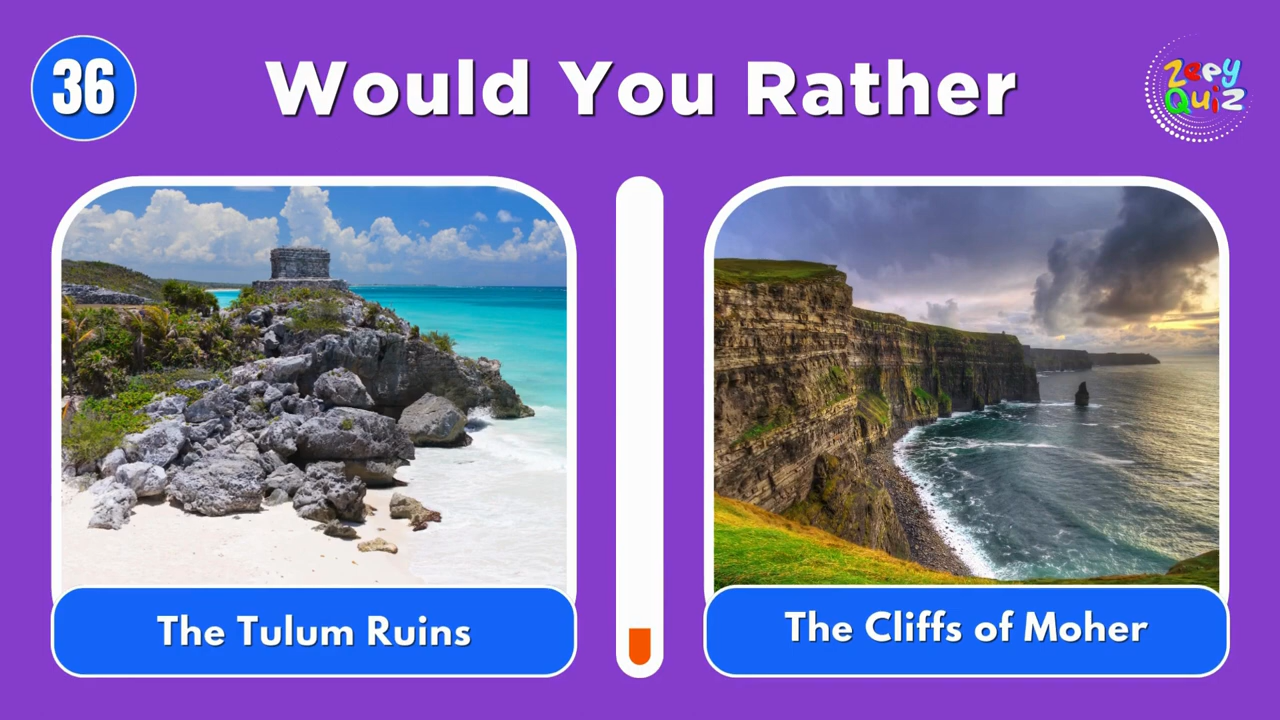 36
Would You Rather
Zeey
Quiz
The Tulum Ruins
The Cliffs of Moher